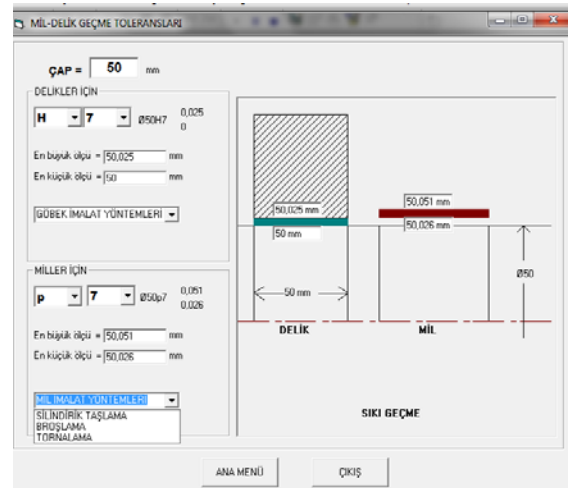 MİL-DELİK GEÇME TOLERANSLARI
ÇAP = 50 mm
DELİKLER İÇİN
H 7 Ø50H7 0,025
0
En büyük ölçü = 50,025 mm
En küçük ölçü = 50 mm
GÖBEK İMALAT YÖNTEMLERİ
MİLLER İÇİN
p 7 Ø50p7 0,051
0,026
En büyük ölçü = 50,051 mm
En küçük ölçü = 50,026 mm
MİL İMALAT YÖNTEMLERİ
SİLİNDİRİK TAŞLAMA
BROŞLAMA
TORNALAMA
50,025 mm
50 mm
50,051 mm
50,026 mm
50 mm
Ø50
DELİK
MİL
SIKI GEÇME
ANA MENÜ
ÇIKIŞ